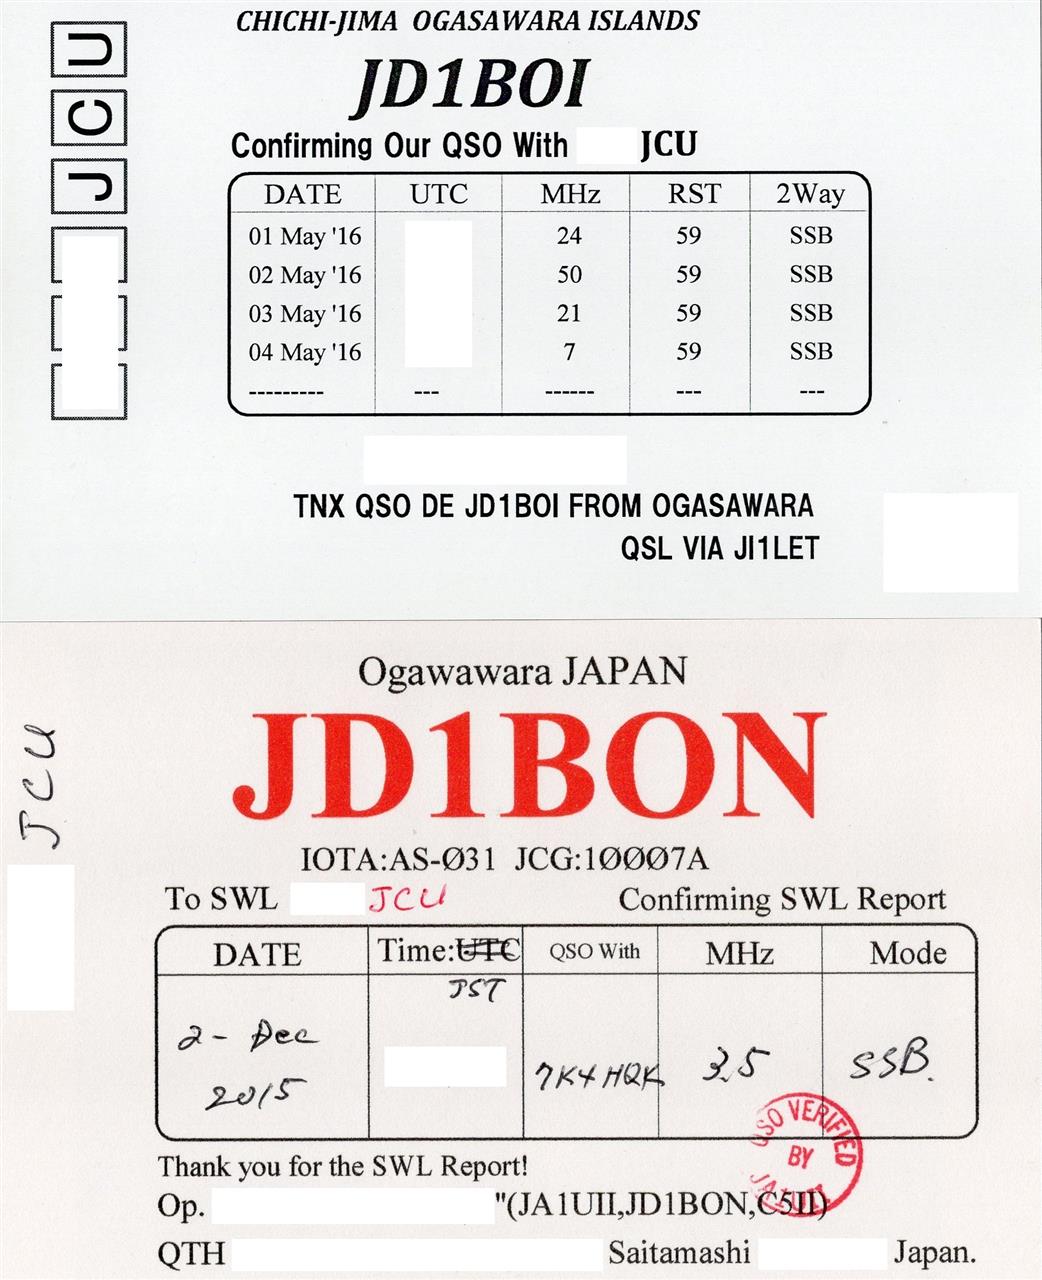 CHICHI-JIMA OGASAWARA ISLANDS
JD1BOI
Confirming Our QSO With JCU
JCU
DATE UTC MHz RST 2Way
01 May '16 24 59 SSB
02 May '16 50 59 SSB
03 May '16 21 59 SSB
04 May '16 7 59 SSB
--------- --- ------ --- ---
TNX QSO DE JD1BOI FROM OGASAWARA
QSL VIA JI1LET
Ogawawara JAPAN
JD1BON
JCU
IOTA:AS-Ø31 JCG:1ØØØ7A
To SWL JCU Confirming SWL Report
DATE Time:UTC QSO With MHz Mode
JST
2- Dec
2015 7K4HQK 3.5 SSB.
QSO VERIFIED
BY
JA1UII
Thank you for the SWL Report!
Op. "(JA1UII,JD1BON,C5JJ)
QTH Saitamashi Japan.